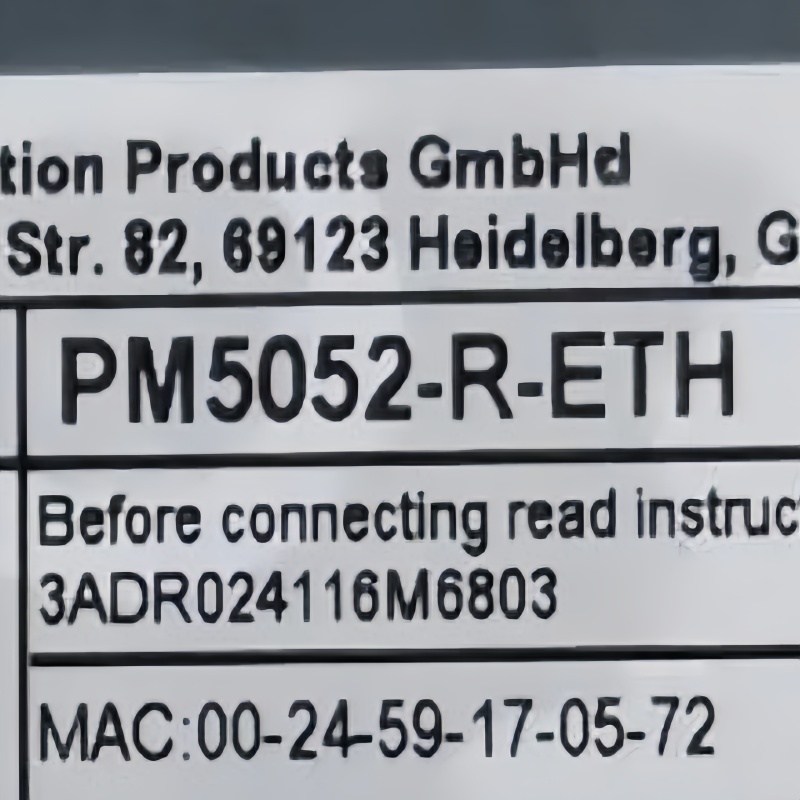 tion Products GmbHd
Str. 82, 69123 Heidelberg, G
PM5052-R-ETH
Before connecting read instruc
3ADR024116M6803
MAC:00-24-59-17-05-72